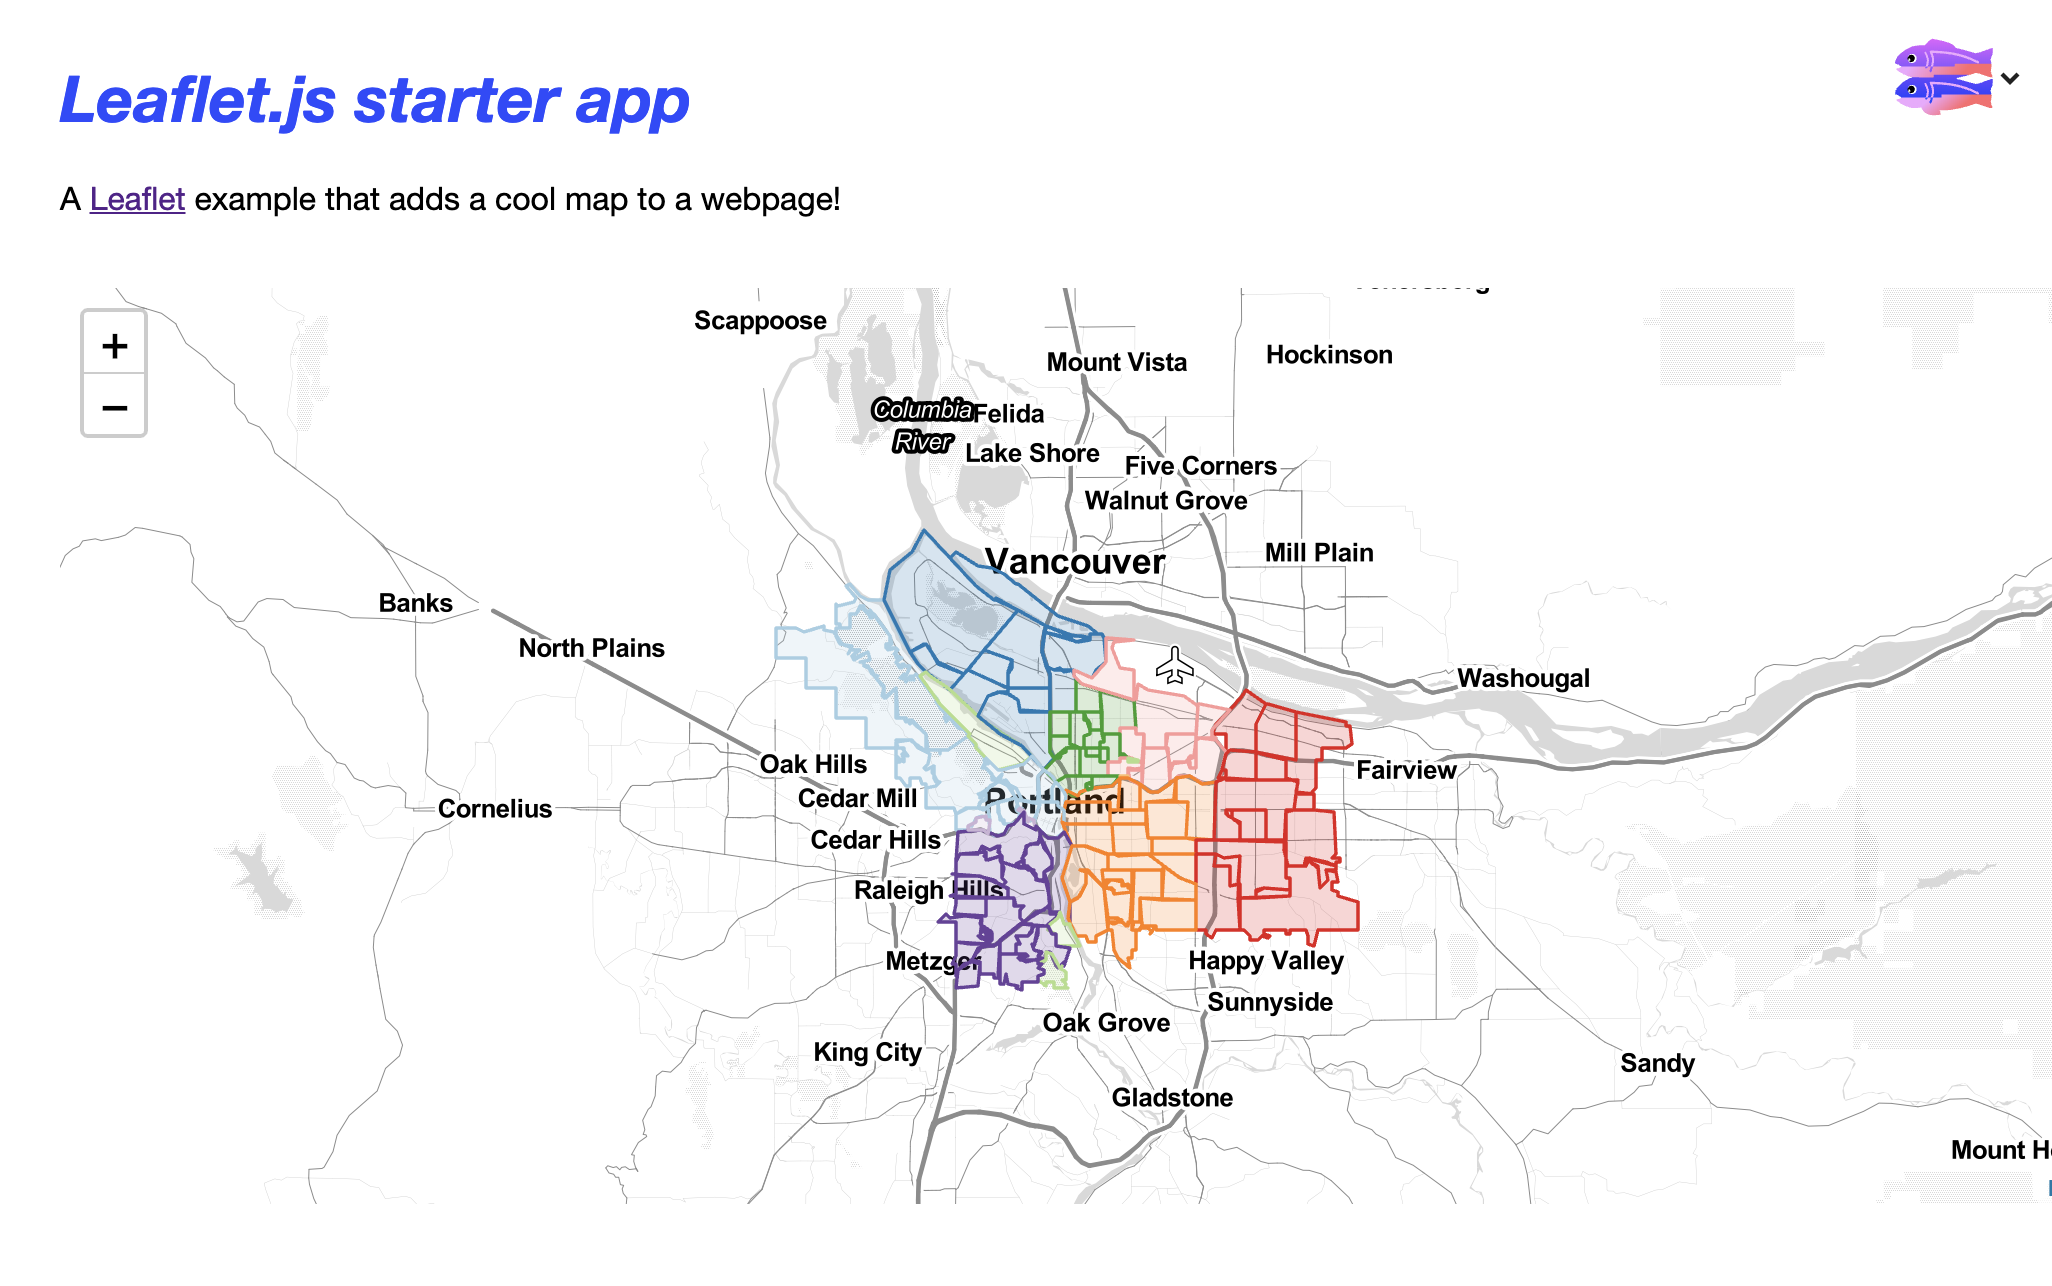 Leaflet.js starter app
A Leaflet example that adds a cool map to a webpage!
+
−
Scappoose
Mount Vista
Hockinson
Columbia
River
Felida
Lake Shore
Five Corners
Walnut Grove
Vancouver
Mill Plain
Banks
North Plains
Washougal
Oak Hills
Fairview
Cedar Mill
Portland
Cornelius
Cedar Hills
Raleigh Hills
Metzger
Happy Valley
Sunnyside
Oak Grove
King City
Sandy
Gladstone
Mount